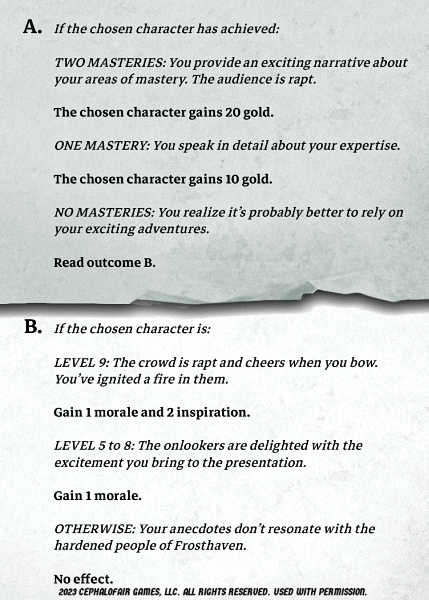 A. If the chosen character has achieved:
TWO MASTERIES: You provide an exciting narrative about
your areas of mastery. The audience is rapt.
The chosen character gains 20 gold.
ONE MASTERY: You speak in detail about your expertise.
The chosen character gains 10 gold.
NO MASTERIES: You realize it’s probably better to rely on
your exciting adventures.
Read outcome B.
B. If the chosen character is:
LEVEL 9: The crowd is rapt and cheers when you bow.
You’ve ignited a fire in them.
Gain 1 morale and 2 inspiration.
LEVEL 5 to 8: The onlookers are delighted with the
excitement you bring to the presentation.
Gain 1 morale.
OTHERWISE: Your anecdotes don’t resonate with the
hardened people of Frosthaven.
No effect.
2023 CEPHALOFAIR GAMES, LLC. ALL RIGHTS RESERVED. USED WITH PERMISSION.